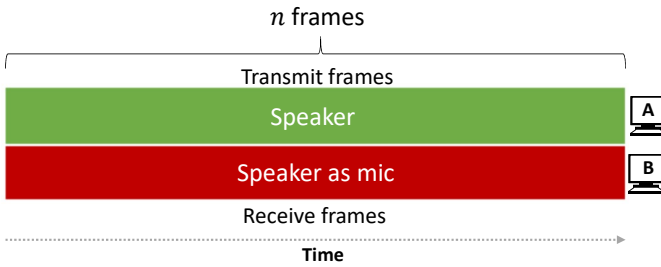 n frames
Transmit frames
Speaker
A
Speaker as mic
B
Receive frames
Time